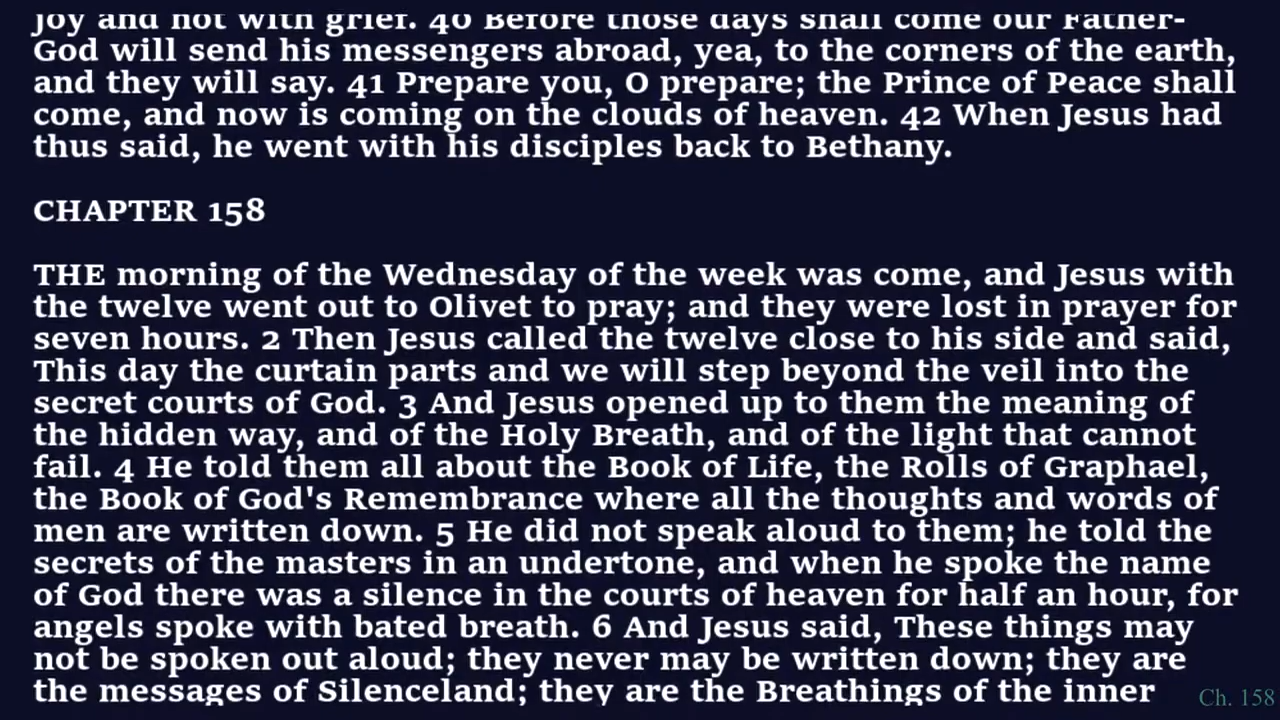 joy and not with grief. 40 Before those days shall come our Father-
God will send his messengers abroad, yea, to the corners of the earth,
and they will say. 41 Prepare you, O prepare; the Prince of Peace shall
come, and now is coming on the clouds of heaven. 42 When Jesus had
thus said, he went with his disciples back to Bethany.
CHAPTER 158
THE morning of the Wednesday of the week was come, and Jesus with
the twelve went out to Olivet to pray; and they were lost in prayer for
seven hours. 2 Then Jesus called the twelve close to his side and said,
This day the curtain parts and we will step beyond the veil into the
secret courts of God. 3 And Jesus opened up to them the meaning of
the hidden way, and of the Holy Breath, and of the light that cannot
fail. 4 He told them all about the Book of Life, the Rolls of Graphael,
the Book of God's Remembrance where all the thoughts and words of
men are written down. 5 He did not speak aloud to them; he told the
secrets of the masters in an undertone, and when he spoke the name
of God there was a silence in the courts of heaven for half an hour, for
angels spoke with bated breath. 6 And Jesus said, These things may
not be spoken out aloud; they never may be written down; they are
the messages of Silenceland; they are the Breathings of the inner
Ch. 158